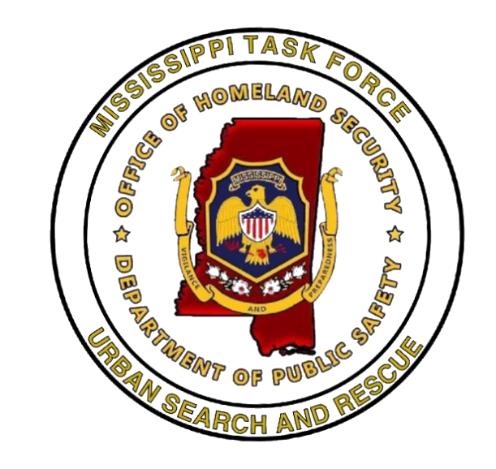 MISSISSIPPI TASK FORCE
OFFICE OF HOMELAND SECURITY
MISSISSIPPI
VIGILANCE
AND
PREPAREDNESS
DEPARTMENT OF PUBLIC SAFETY
URBAN SEARCH AND RESCUE